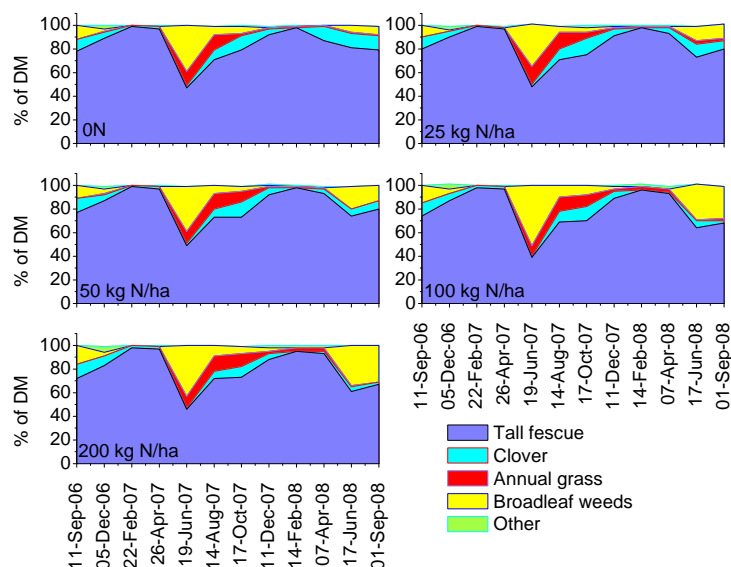 100
80
60
40
20
0
% of DM
0N
100
80
60
40
20
0
% of DM
25 kg N/ha
100
80
60
40
20
0
% of DM
50 kg N/ha
100
80
60
40
20
0
% of DM
100 kg N/ha
100
80
60
40
20
0
% of DM
200 kg N/ha
11-Sep-06
05-Dec-06
22-Feb-07
26-Apr-07
19-Jun-07
14-Aug-07
17-Oct-07
11-Dec-07
14-Feb-08
07-Apr-08
17-Jun-08
01-Sep-08
11-Sep-06
05-Dec-06
22-Feb-07
26-Apr-07
19-Jun-07
14-Aug-07
17-Oct-07
11-Dec-07
14-Feb-08
07-Apr-08
17-Jun-08
01-Sep-08
Tall fescue
Clover
Annual grass
Broadleaf weeds
Other